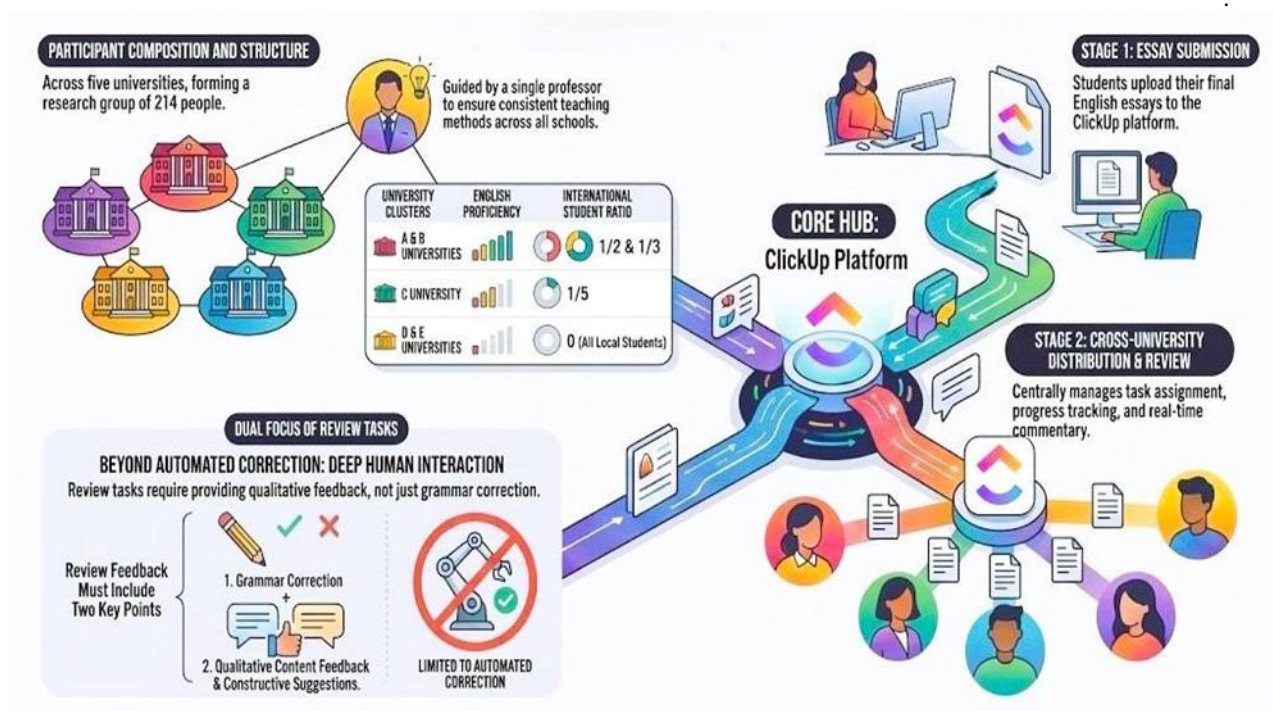 PARTICIPANT COMPOSITION AND STRUCTURE
Across five universities, forming a
research group of 214 people.
Guided by a single professor
to ensure consistent teaching
methods across all schools.
UNIVERSITY
CLUSTERS
ENGLISH
PROFICIENCY
INTERNATIONAL
STUDENT RATIO
A & B
UNIVERSITIES
1/2 & 1/3
C UNIVERSITY
1/5
D & E
UNIVERSITIES
0 (All Local Students)
STAGE 1: ESSAY SUBMISSION
Students upload their final
English essays to the
ClickUp platform.
CORE HUB:
ClickUp Platform
STAGE 2: CROSS-UNIVERSITY
DISTRIBUTION & REVIEW
Centrally manages task assignment,
progress tracking, and real-time
commentary.
DUAL FOCUS OF REVIEW TASKS
BEYOND AUTOMATED CORRECTION: DEEP HUMAN INTERACTION
Review tasks require providing qualitative feedback, not just grammar correction.
Review Feedback
Must Include
Two Key Points
1. Grammar Correction
+
2. Qualitative Content Feedback
& Constructive Suggestions.
LIMITED TO AUTOMATED
CORRECTION